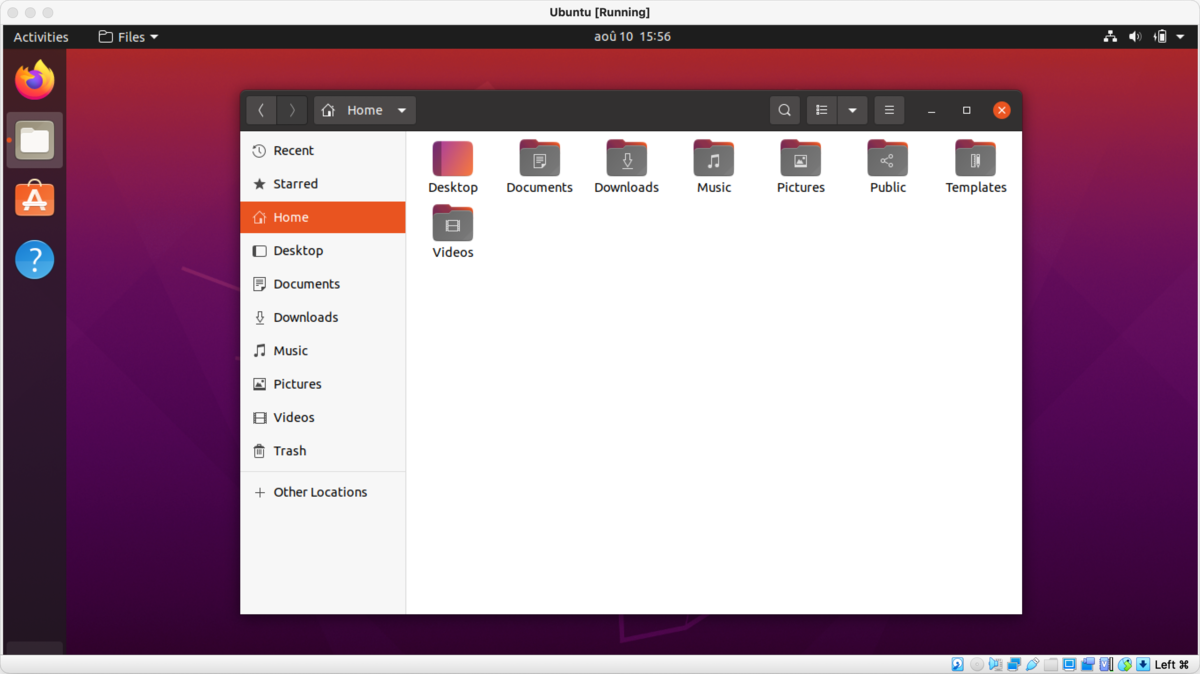 Ubuntu [Running]
Activities Files aoû 10 15:56
Home
Recent
Starred
Home
Desktop
Documents
Downloads
Music
Pictures
Videos
Trash
Other Locations
Desktop Documents Downloads Music Pictures Public Templates
Videos
Left ⌘